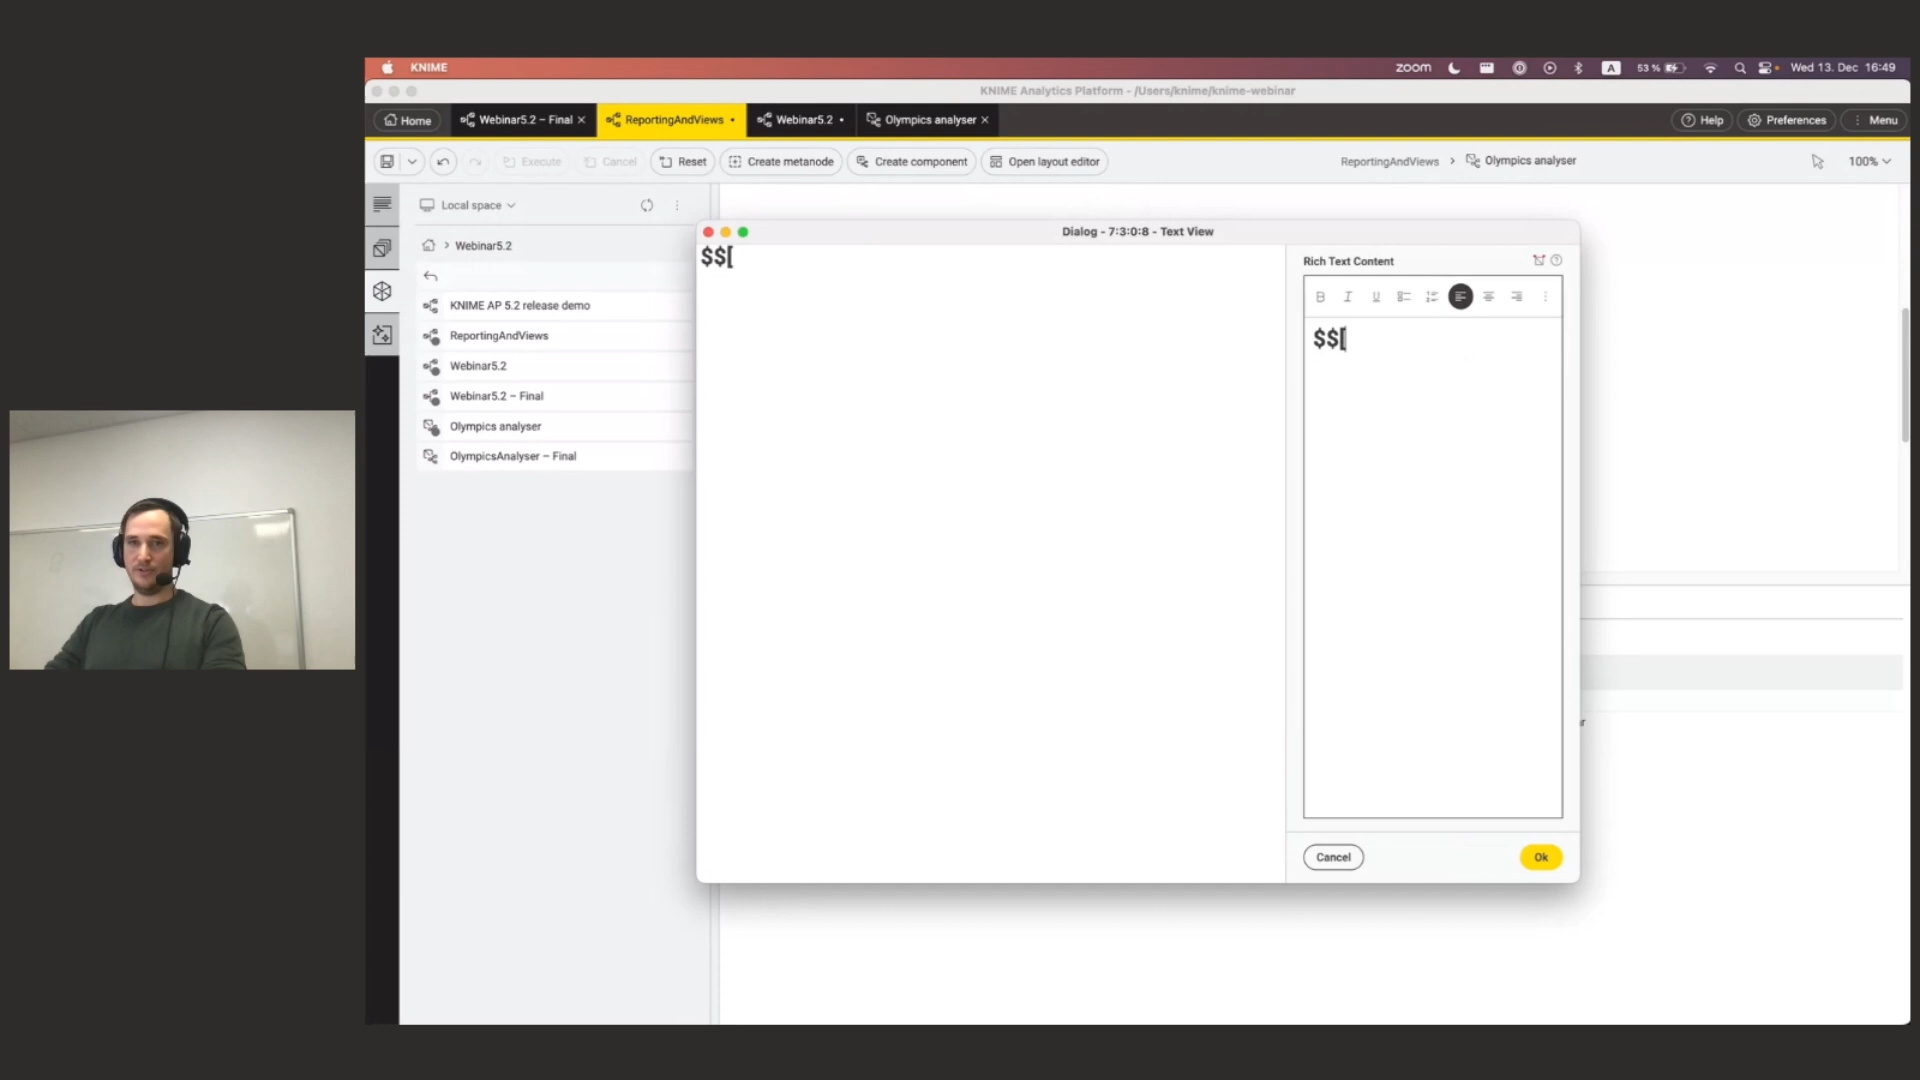 KNIME
zoom
A
53 %
Wed 13. Dec 16:49
KNIME Analytics Platform - /Users/knime/knime-webinar
Home
Webinar5.2 – Final
ReportingAndViews
Webinar5.2
Olympics analyser
Help
Preferences
Menu
Execute
Cancel
Reset
Create metanode
Create component
Open layout editor
ReportingAndViews > Olympics analyser
100%
Local space
> Webinar5.2
KNIME AP 5.2 release demo
ReportingAndViews
Webinar5.2
Webinar5.2 – Final
Olympics analyser
OlympicsAnalyser – Final
Dialog - 7:3:0:8 - Text View
$$[
Rich Text Content
B I U
$$[
Cancel
Ok